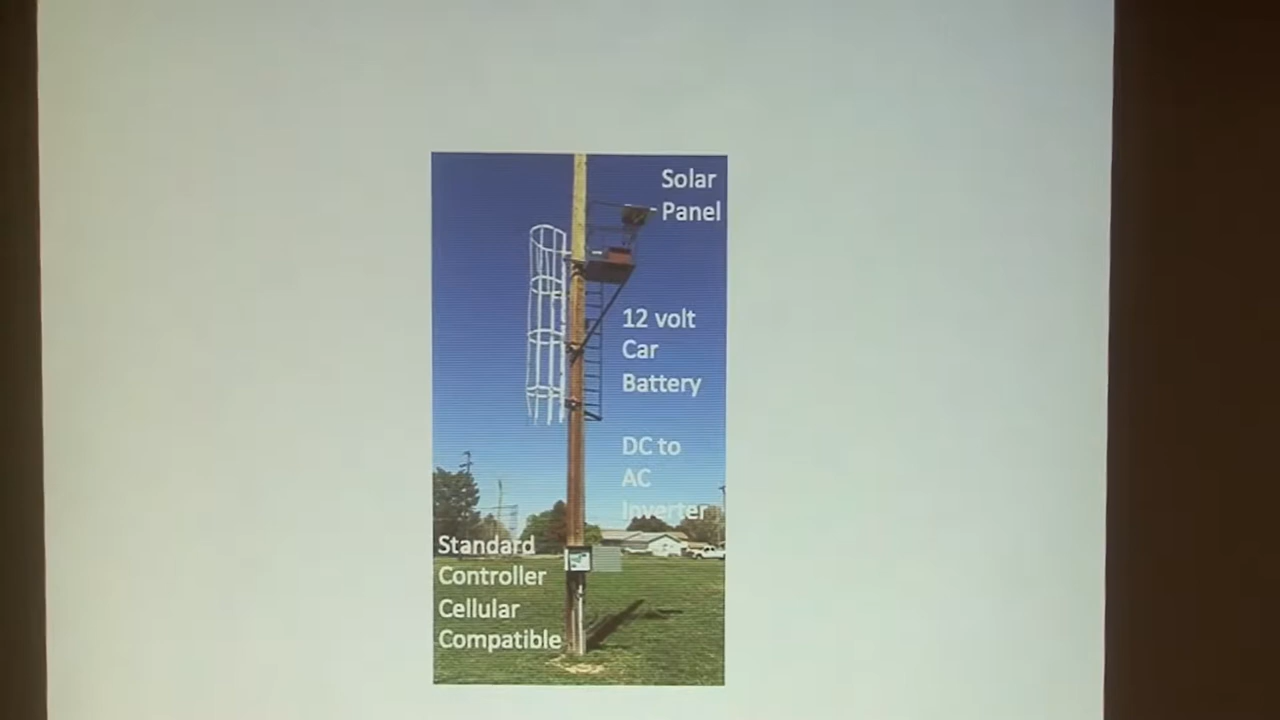 Solar
Panel
12 volt
Car
Battery
DC to
AC
Inverter
Standard
Controller
Cellular
Compatible